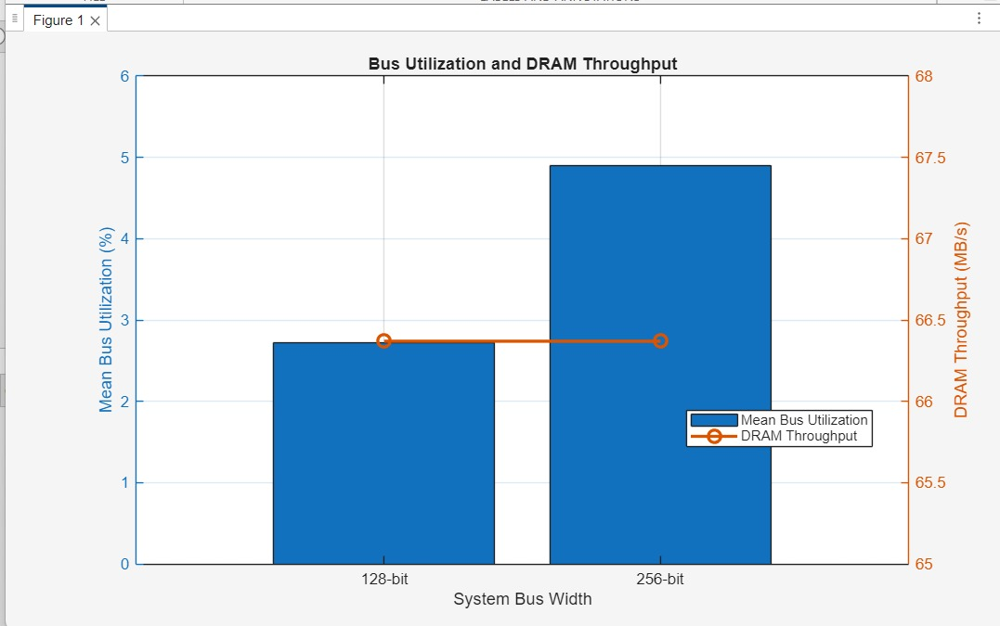 Figure 1
Bus Utilization and DRAM Throughput
6
5
4
3
2
1
0
Mean Bus Utilization (%)
68
67.5
67
66.5
66
65.5
65
DRAM Throughput (MB/s)
Mean Bus Utilization
DRAM Throughput
128-bit
256-bit
System Bus Width